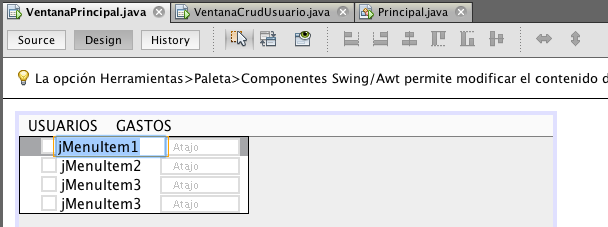 VentanaPrincipal.java VentanaCrudUsuario.java Principal.java
Source Design History
La opción Herramientas>Paleta>Componentes Swing/Awt permite modificar el contenido d
USUARIOS GASTOS
jMenuItem1 Atajo
jMenuItem2 Atajo
jMenuItem3 Atajo
jMenuItem3 Atajo